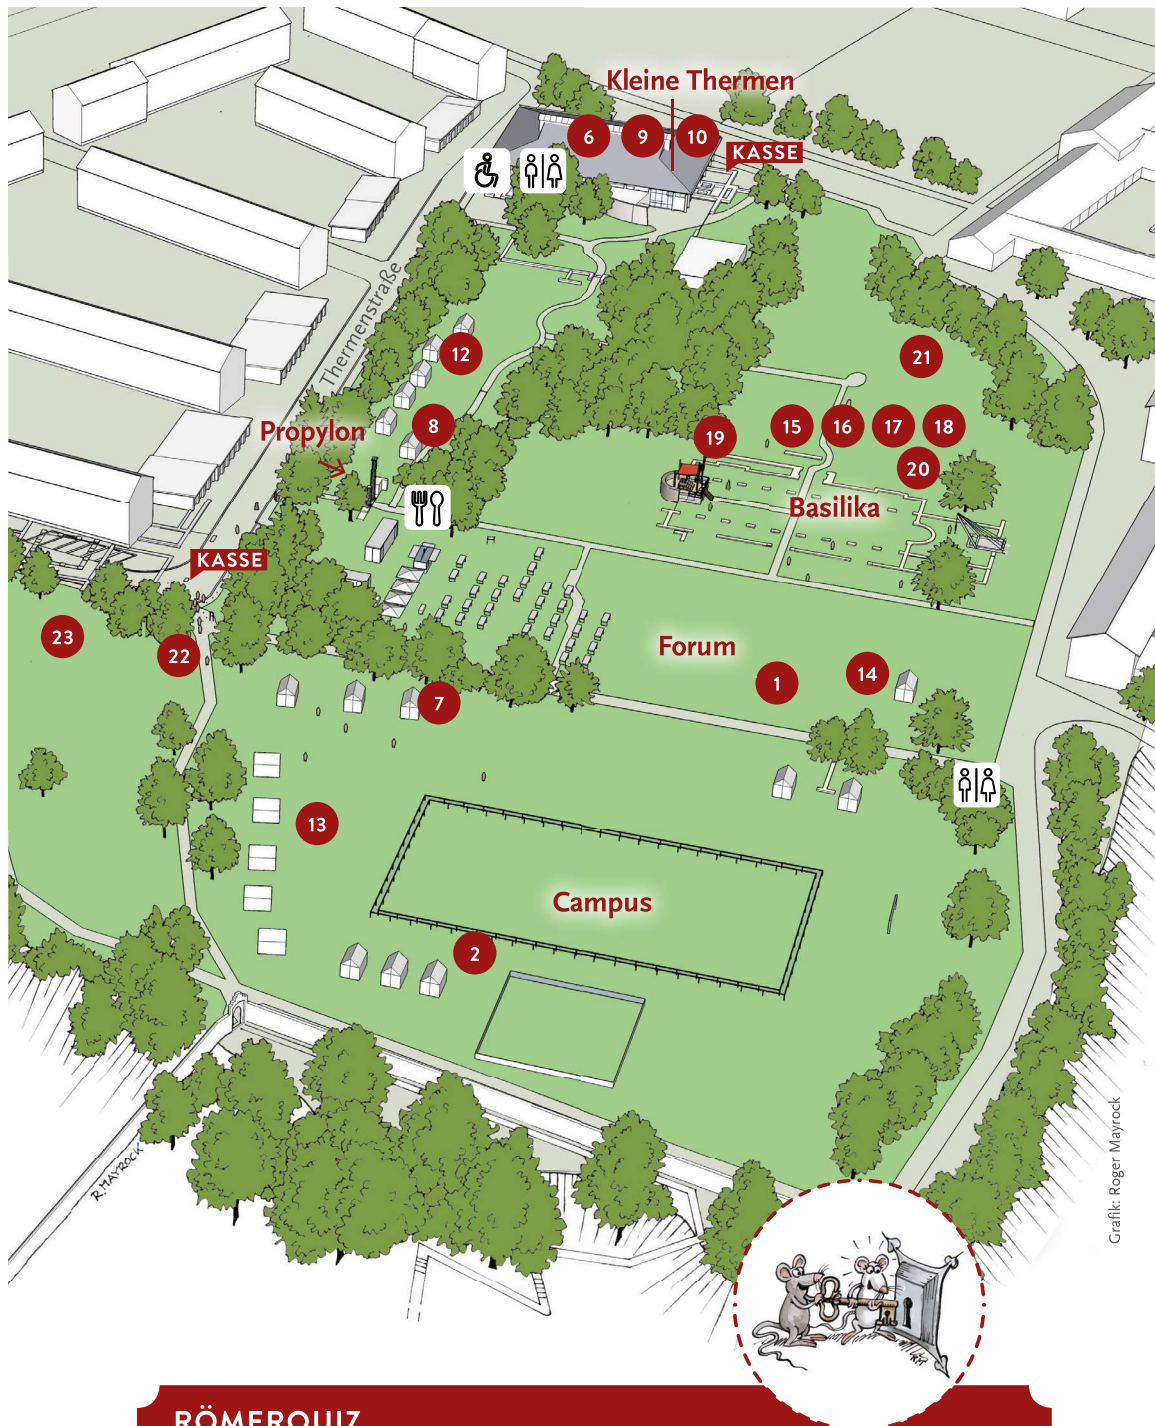 Kleine Thermen
6
9
10
KASSE
Thermenstraße
12
21
8
Propylon
15
16
17
18
19
20
Basilika
KASSE
23
22
Forum
1
14
7
13
Campus
2
R. MAYROCK
Grafik: Roger Mayrock
RÖMERQUIZ